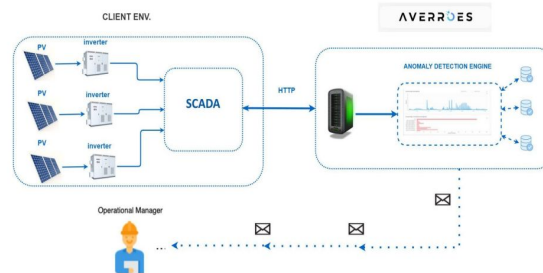 CLIENT ENV.
AVERROES
PV
inverter
PV
inverter
PV
inverter
SCADA
HTTP
ANOMALY DETECTION ENGINE
Operational Manager
...